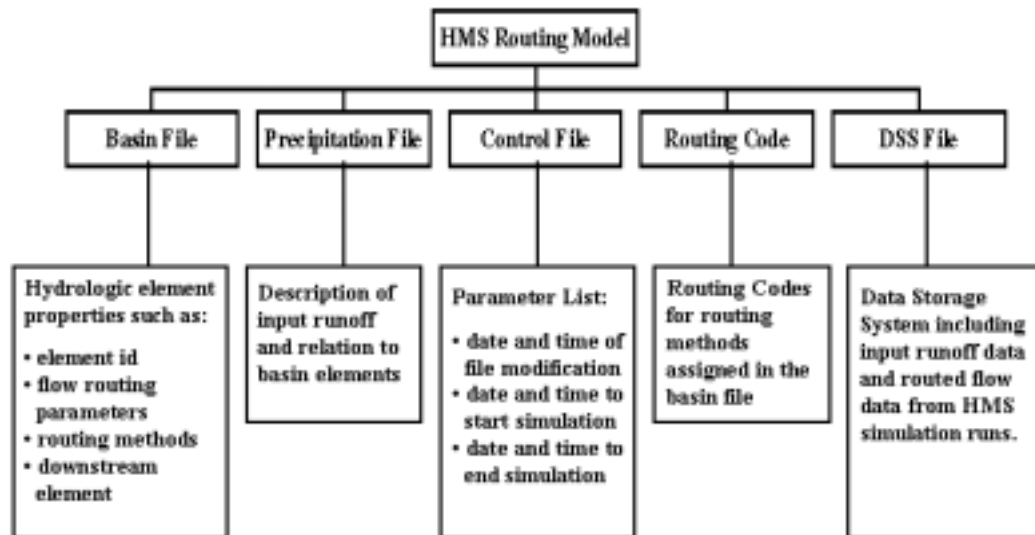 HMS Routing Model
Basin File
Precipitation File
Control File
Routing Code
DSS File
Hydrologic element
properties such as:
• element id
• flow routing
parameters
• routing methods
• downstream
element
Description of
input runoff
and relation to
basin elements
Parameter List:
• date and time of
file modification
• date and time to
start simulation
• date and time to
end simulation
Routing Codes
for routing
methods
assigned in the
basin file
Data Storage
System including
input runoff data
and routed flow
data from HMS
simulation runs.